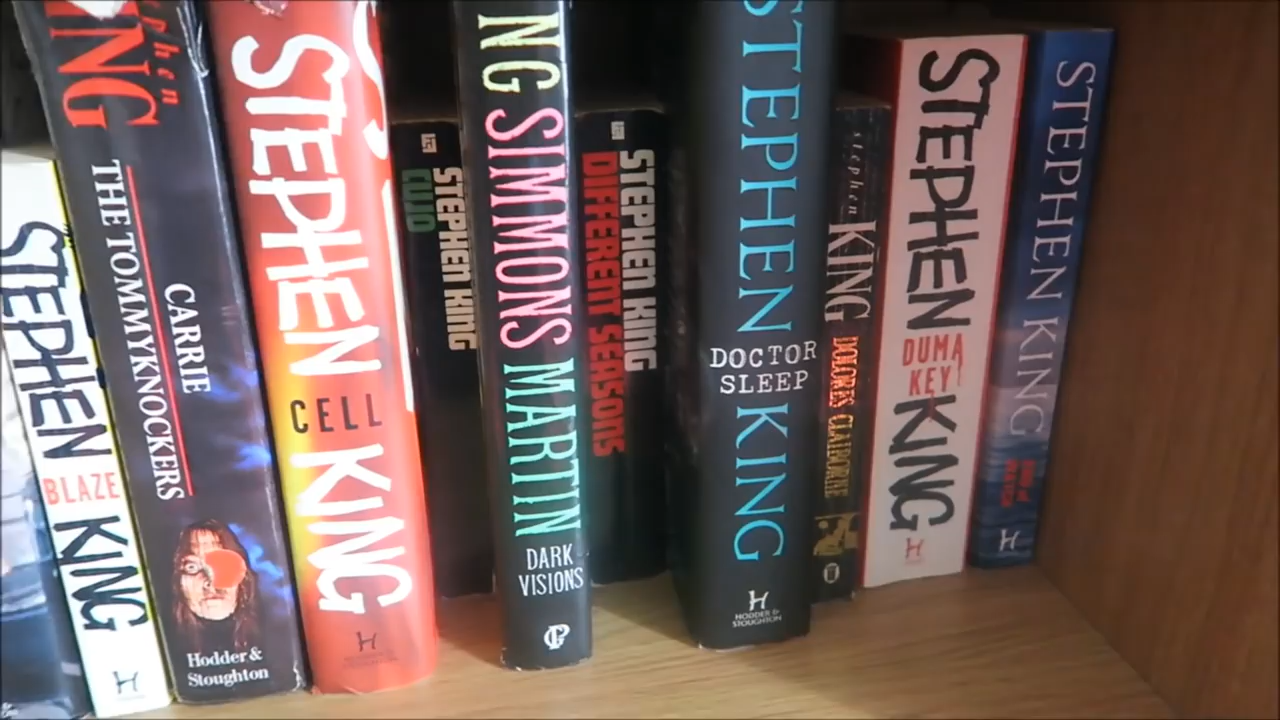 STEPHEN
BLAZE
KING
Stephen
KING
CARRIE
THE TOMMYKNOCKERS
Hodder &
Stoughton
STEPHEN
CELL
KING
STEPHEN KING
CUJO
NG SIMMONS MARTIN
DARK
VISIONS
STEPHEN KING
DIFFERENT SEASONS
STEPHEN
DOCTOR
SLEEP
KING
HODDER &
STOUGHTON
Stephen
KING
DOLORES CLAIBORNE
STEPHEN
DUMA
KEY
KING
STEPHEN KING